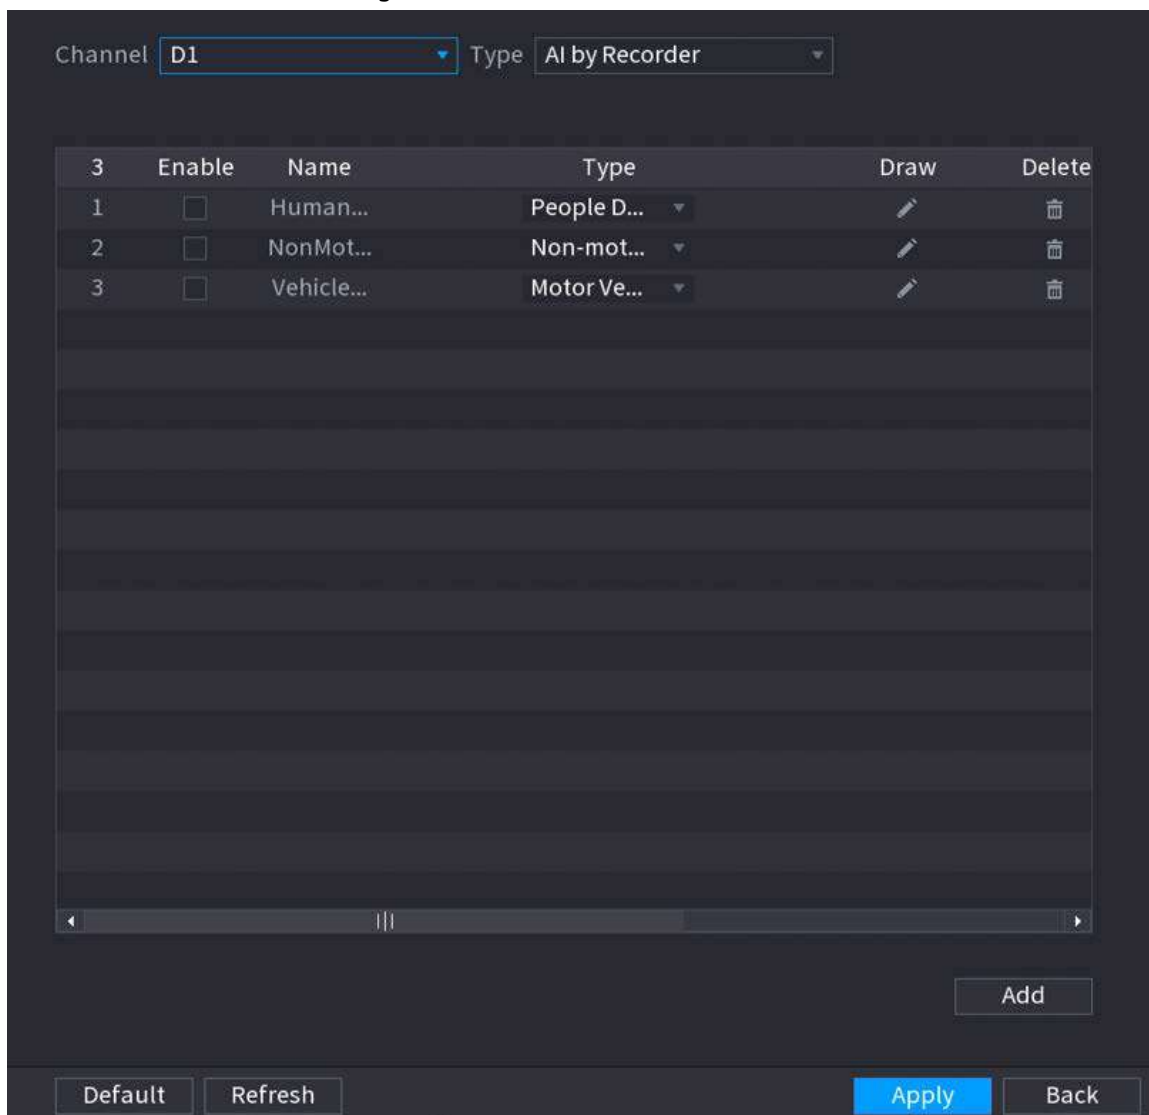 Channel D1 Type AI by Recorder
3 Enable Name Type Draw Delete
1 Human... People D...
2 NonMot... Non-mot...
3 Vehicle... Motor Ve...
Add
Default Refresh Apply Back